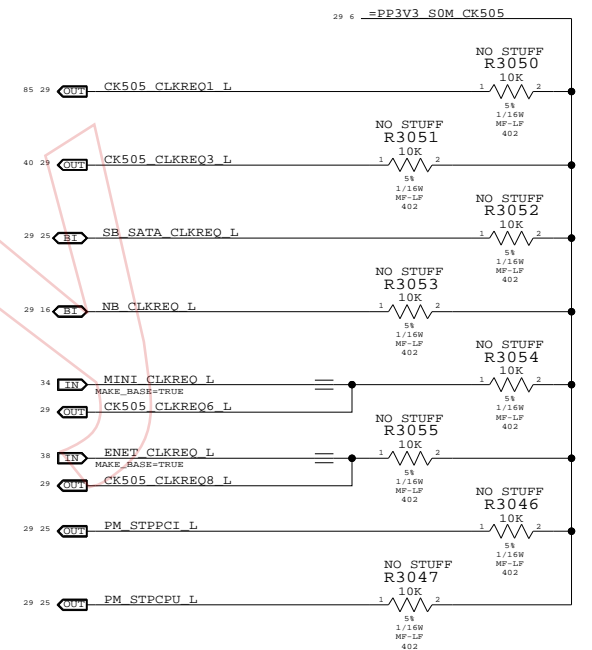 29 6 =PP3V3_S0M_CK505
NO STUFF
R3050
85 29 OUT CK505_CLKREQ1_L 1 10K 2
5%
1/16W
MF-LF
402
NO STUFF
R3051
40 29 OUT CK505_CLKREQ3_L 1 10K 2
5%
1/16W
MF-LF
402
NO STUFF
R3052
29 25 BI SB_SATA_CLKREQ_L 1 10K 2
5%
1/16W
MF-LF
402
NO STUFF
R3053
29 16 BI NB_CLKREQ_L 1 10K 2
5%
1/16W
MF-LF
402
NO STUFF
R3054
34 IN MINI_CLKREQ_L 1 10K 2
MAKE_BASE=TRUE
5%
1/16W
MF-LF
402
29 OUT CK505_CLKREQ6_L
NO STUFF
R3055
38 IN ENET_CLKREQ_L 1 10K 2
MAKE_BASE=TRUE
5%
1/16W
MF-LF
402
29 OUT CK505_CLKREQ8_L
NO STUFF
R3046
29 25 OUT PM_STPPCI_L 1 10K 2
5%
1/16W
MF-LF
402
NO STUFF
R3047
29 25 OUT PM_STPCPU_L 1 10K 2
5%
1/16W
MF-LF
402